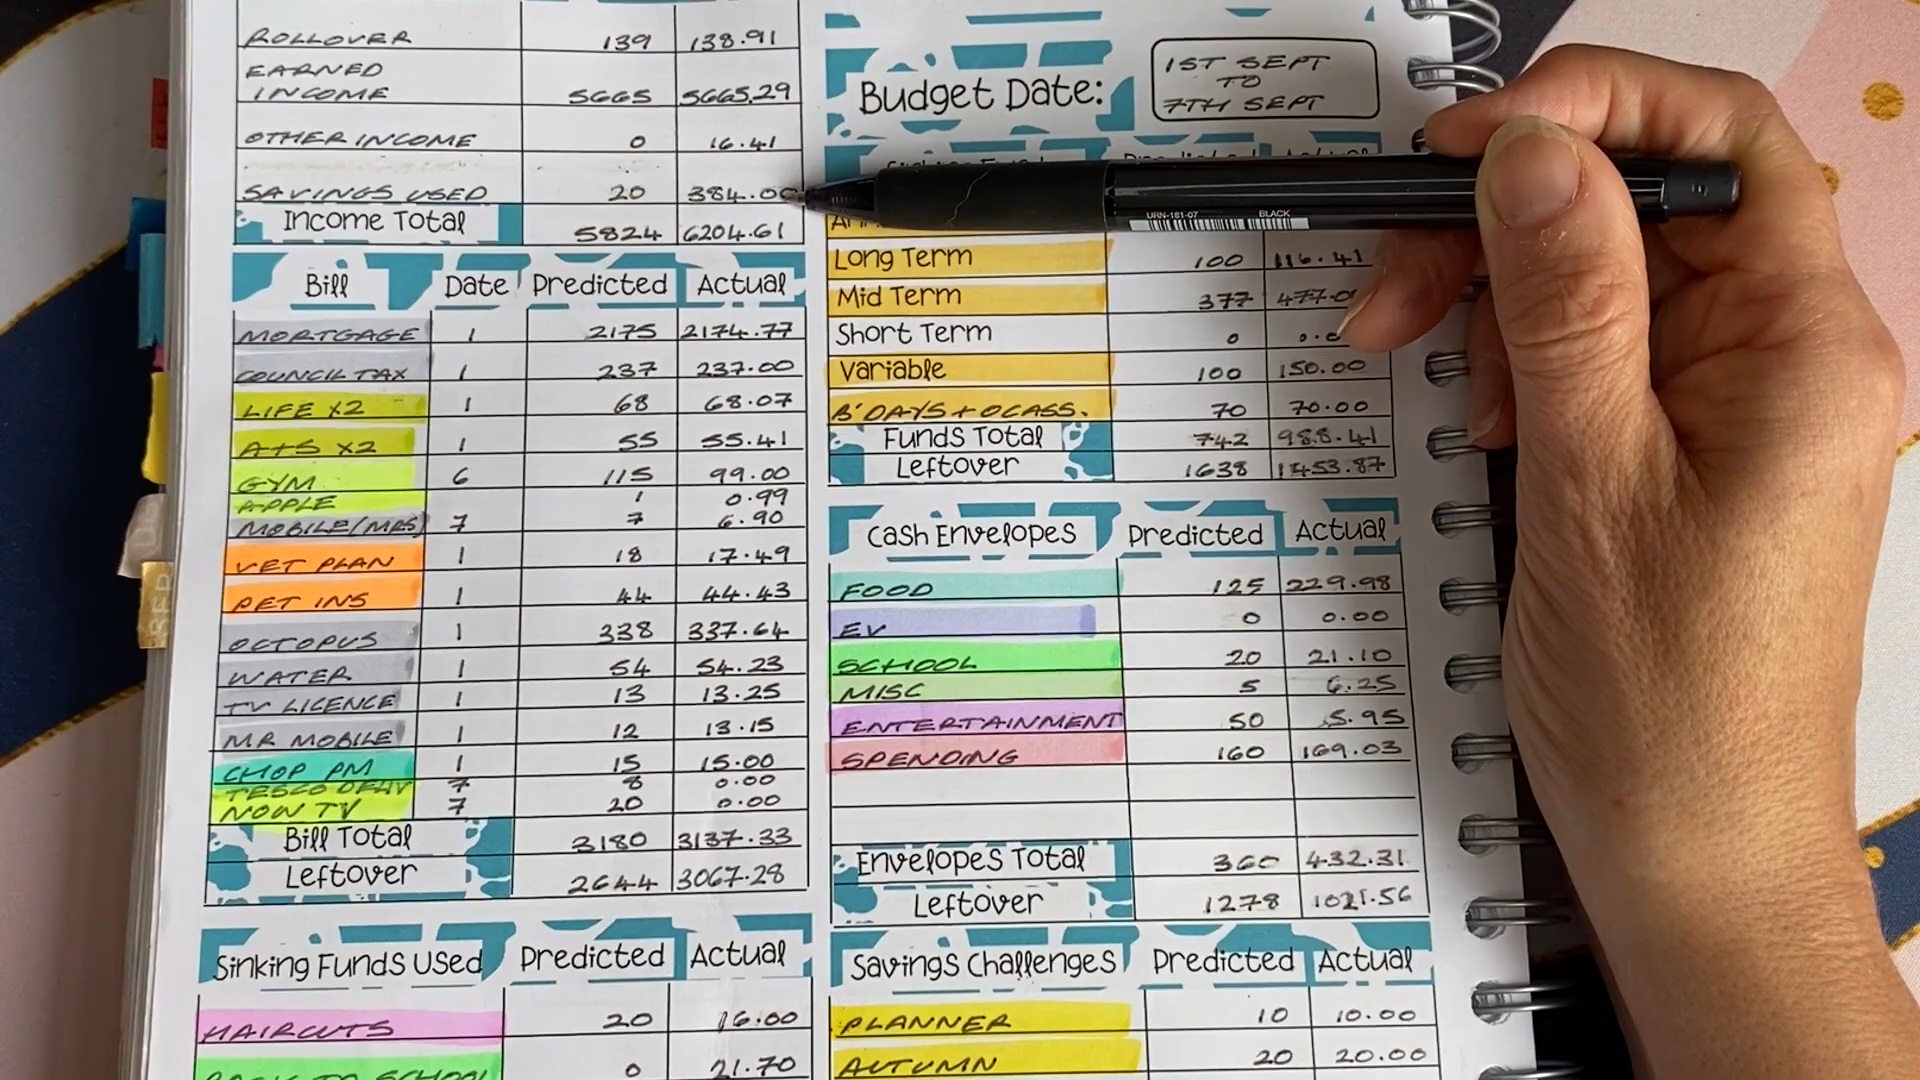 ROLLOVER 139 138.91
EARNED
INCOME 5665 5665.29
OTHER INCOME 0 16.41
SAVINGS USED 20 384.00
Income Total 5824 6204.61
Bill Date Predicted Actual
MORTGAGE 1 2175 2174.77
COUNCIL TAX 1 237 237.00
LIFE X2 1 68 68.07
A+S X2 1 55 55.41
GYM 6 115 99.00
APPLE 1 0.99
MOBILE (MRS) 7 7 6.90
VET PLAN 1 18 17.49
PET INS 1 44 44.43
OCTOPUS 1 338 337.64
WATER 1 54 54.23
TV LICENCE 1 13 13.25
MR MOBILE 1 12 13.15
CHOP PM 1 15 15.00
TESCO DELIV 7 8 0.00
NOW TV 7 20 0.00
Bill Total 3180 3137.33
Leftover 2644 3067.28
Sinking Funds Used Predicted Actual
HAIRCUTS 20 16.00
BACK TO SCHOOL 0 21.70
Budget Date:
1ST SEPT
TO
7TH SEPT
URN-181-07 BLACK
Long Term 100 116.41
Mid Term 377
Short Term 0
Variable 100 150.00
B'DAYS + OCASS. 70 70.00
Funds Total 742 988.41
Leftover 1638 1453.87
Cash Envelopes Predicted Actual
FOOD 125 229.98
EV 0 0.00
SCHOOL 20 21.10
MISC 5 6.25
ENTERTAINMENT 50 5.95
SPENDING 160 169.03
Envelopes Total 360 432.31
Leftover 1278 1021.56
Savings Challenges Predicted Actual
PLANNER 10 10.00
AUTUMN 20 20.00